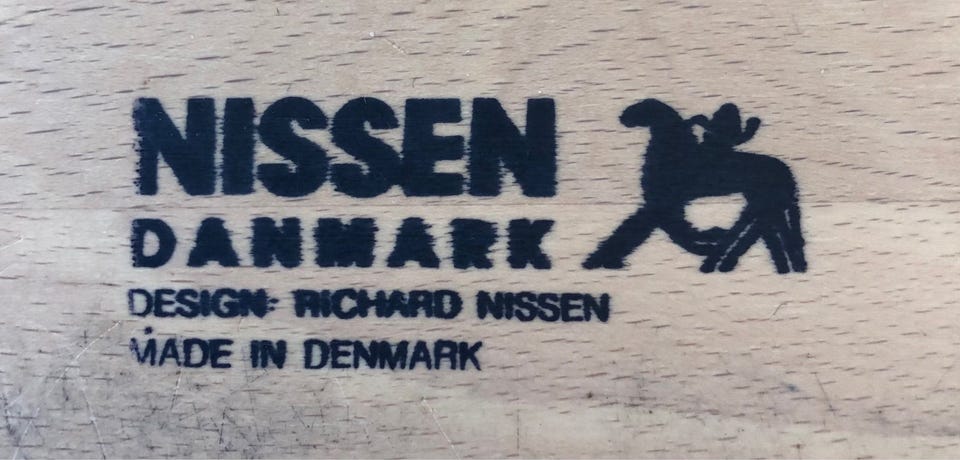 NISSEN
DANMARK
DESIGN: RICHARD NISSEN
MADE IN DENMARK